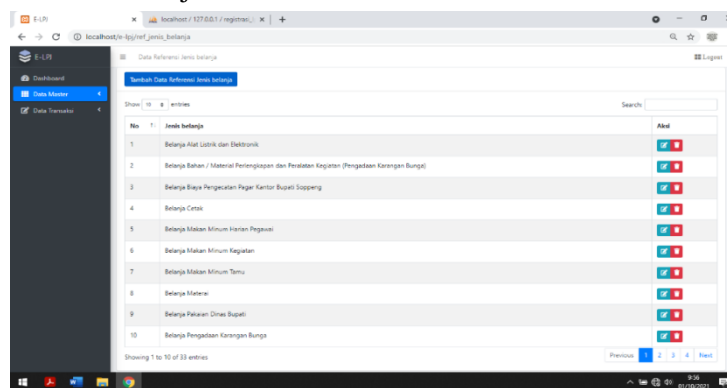 E-LPJ
localhost / 127.0.0.1 / registrasi_
localhost/e-lpj/ref_jenis_belanja
E-LPJ
Data Referensi Jenis belanja
Logout
Dashboard
Data Master
Data Transaksi
Tambah Data Referensi Jenis belanja
Show 10 entries
Search:
No Jenis belanja Aksi
1 Belanja Alat Listrik dan Elektronik
2 Belanja Bahan / Material Perlengkapan dan Peralatan Kegiatan (Pengadaan Karangan Bunga)
3 Belanja Biaya Pengecatan Pagar Kantor Bupati Soppeng
4 Belanja Cetak
5 Belanja Makan Minum Harian Pegawai
6 Belanja Makan Minum Kegiatan
7 Belanja Makan Minum Tamu
8 Belanja Materai
9 Belanja Pakaian Dinas Bupati
10 Belanja Pengadaan Karangan Bunga
Showing 1 to 10 of 33 entries
Previous 1 2 3 4 Next
9:56
01/10/2021